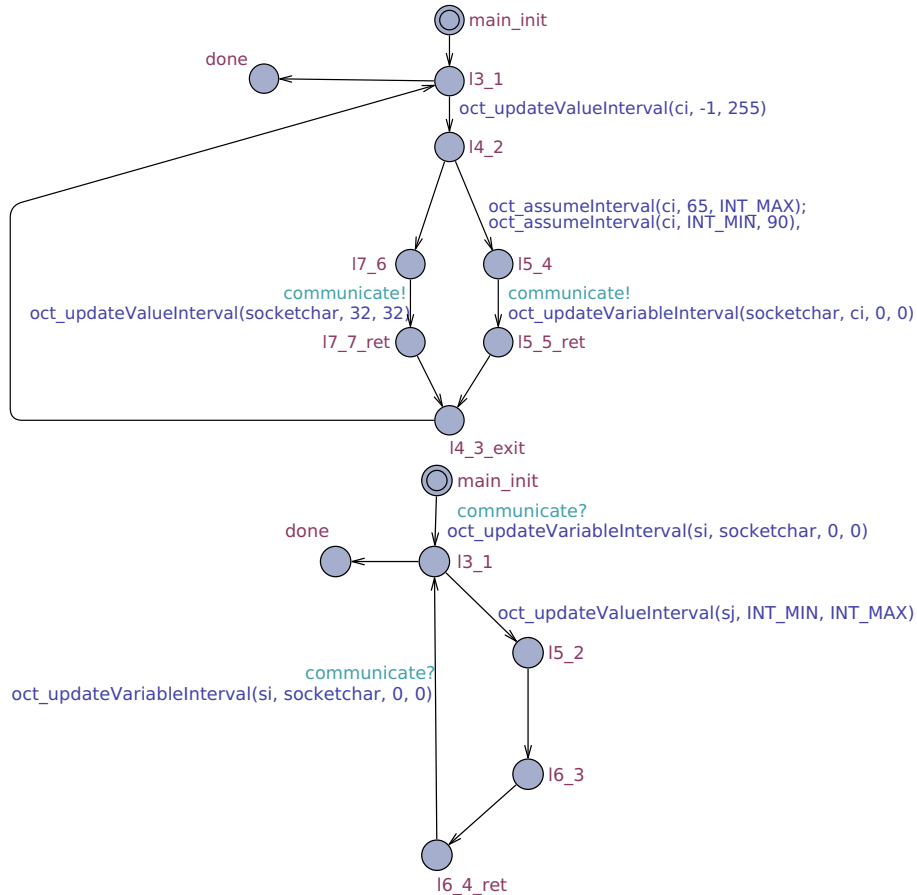 main_init
done
l3_1
oct_updateValueInterval(ci, -1, 255)
l4_2
oct_assumeInterval(ci, 65, INT_MAX);
oct_assumeInterval(ci, INT_MIN, 90),
l7_6
l5_4
communicate!
oct_updateValueInterval(socketchar, 32, 32)
communicate!
oct_updateVariableInterval(socketchar, ci, 0, 0)
l7_7_ret
l5_5_ret
l4_3_exit
main_init
communicate?
oct_updateVariableInterval(si, socketchar, 0, 0)
done
l3_1
oct_updateValueInterval(sj, INT_MIN, INT_MAX)
l5_2
communicate?
oct_updateVariableInterval(si, socketchar, 0, 0)
l6_3
l6_4_ret